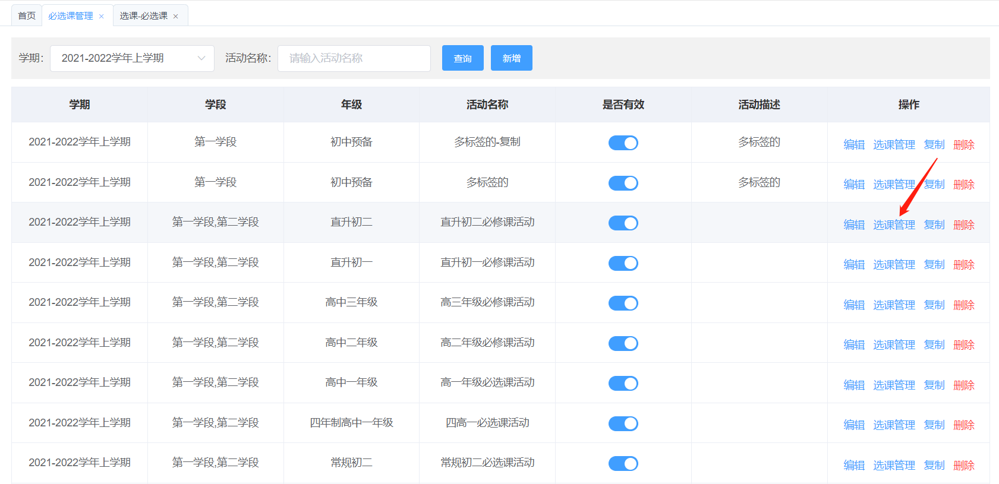 首页 必选课管理 × 选课-必选课 ×
学期: 2021-2022学年上学期 活动名称: 请输入活动名称 查询 新增
学期 学段 年级 活动名称 是否有效 活动描述 操作
2021-2022学年上学期 第一学段 初中预备 多标签的-复制 多标签的 编辑 选课管理 复制 删除
2021-2022学年上学期 第一学段 初中预备 多标签的 多标签的 编辑 选课管理 复制 删除
2021-2022学年上学期 第一学段,第二学段 直升初二 直升初二必修课活动 编辑 选课管理 复制 删除
2021-2022学年上学期 第一学段,第二学段 直升初一 直升初一必修课活动 编辑 选课管理 复制 删除
2021-2022学年上学期 第一学段,第二学段 高中三年级 高三年级必修课活动 编辑 选课管理 复制 删除
2021-2022学年上学期 第一学段,第二学段 高中二年级 高二年级必修课活动 编辑 选课管理 复制 删除
2021-2022学年上学期 第一学段,第二学段 高中一年级 高一年级必选课活动 编辑 选课管理 复制 删除
2021-2022学年上学期 第一学段,第二学段 四年制高中一年级 四高一必选课活动 编辑 选课管理 复制 删除
2021-2022学年上学期 第一学段,第二学段 常规初二 常规初二必选课活动 编辑 选课管理 复制 删除